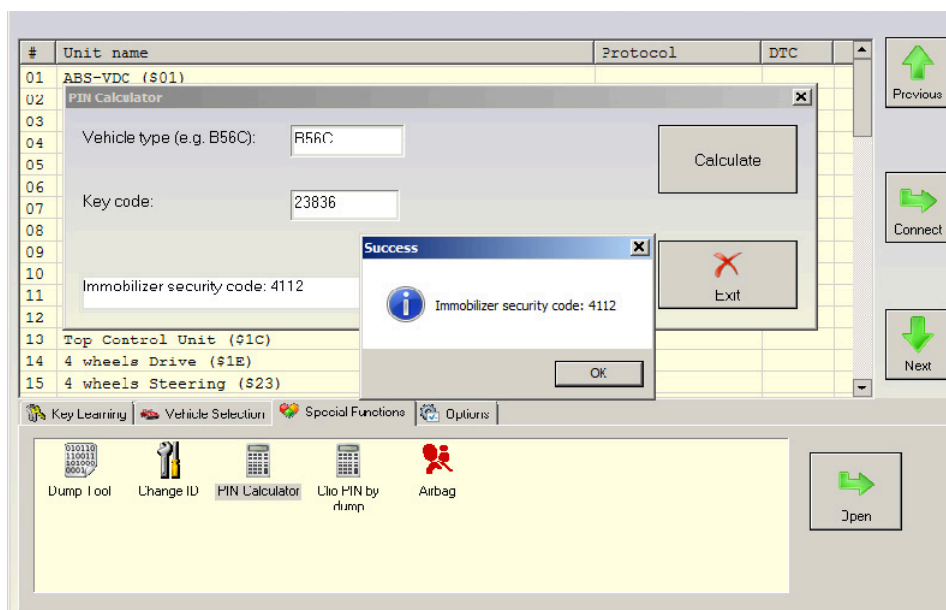 # Unit name Protocol DTC
01 ABS-VDC ($01)
02
03
04
05
06
07
08
09
10
11
12
13 Top Control Unit ($1C)
14 4 wheels Drive ($1E)
15 4 wheels Steering ($23)
PIN Calculator
Vehicle type (e.g. B56C): B56C
Calculate
Key code: 23836
Immobilizer security code: 4112
Exit
Success
Immobilizer security code: 4112
OK
Previous
Connect
Next
Key Learning Vehicle Selection Special Functions Options
Dump Tool Change ID PIN Calculator Clio PIN by dump Airbag
Open